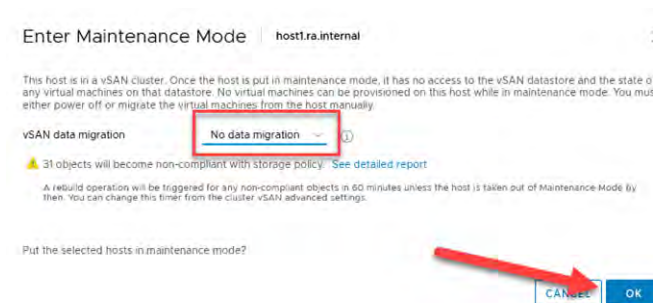 Enter Maintenance Mode host1.ra.internal
This host is in a vSAN cluster. Once the host is put in maintenance mode, it has no access to the vSAN datastore and the state o
any virtual machines on that datastore. No virtual machines can be provisioned on this host while in maintenance mode. You mus
either power off or migrate the virtual machines from the host manually.
vSAN data migration No data migration
31 objects will become non-compliant with storage policy. See detailed report
A rebuild operation will be triggered for any non-compliant objects in 60 minutes unless the host is taken out of Maintenance Mode by
then. You can change this timer from the cluster vSAN advanced settings.
Put the selected hosts in maintenance mode?
CANCEL OK